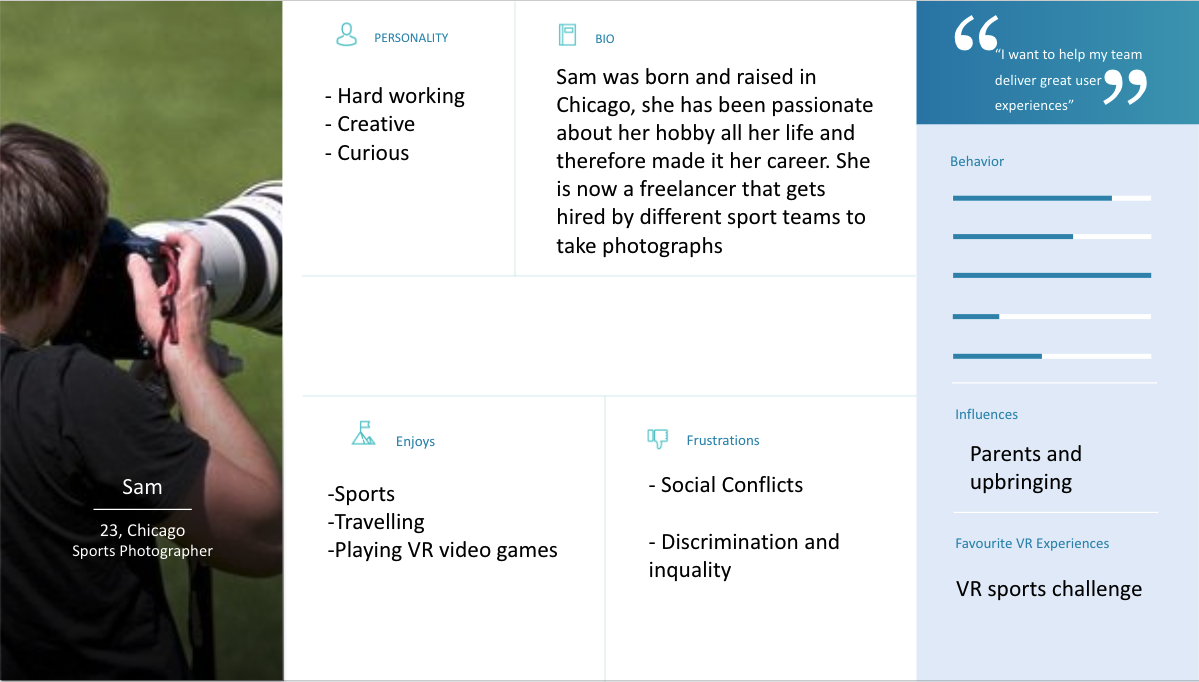 Sam
23, Chicago
Sports Photographer
PERSONALITY
- Hard working
- Creative
- Curious
BIO
Sam was born and raised in
Chicago, she has been passionate
about her hobby all her life and
therefore made it her career. She
is now a freelancer that gets
hired by different sport teams to
take photographs
Enjoys
-Sports
-Travelling
-Playing VR video games
Frustrations
- Social Conflicts
- Discrimination and
inquality
“I want to help my team
deliver great user
experiences”
Behavior
Influences
Parents and
upbringing
Favourite VR Experiences
VR sports challenge